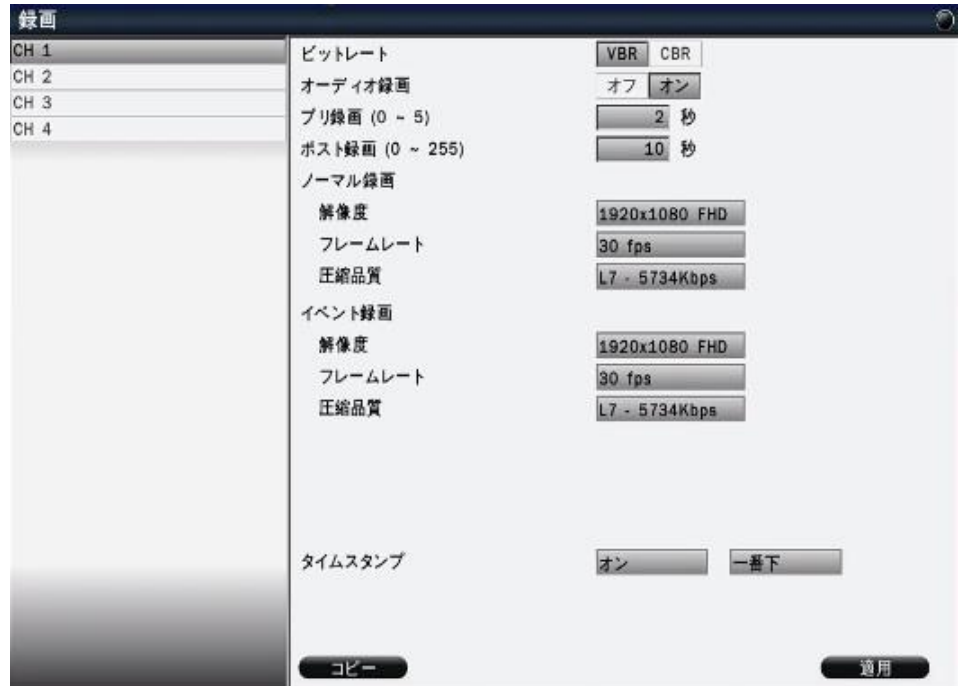 録画
CH 1
CH 2
CH 3
CH 4
ビットレート VBR CBR
オーディオ録画 オフ オン
プリ録画 (0 ~ 5) 2 秒
ポスト録画 (0 ~ 255) 10 秒
ノーマル録画
解像度 1920x1080 FHD
フレームレート 30 fps
圧縮品質 L7 - 5734Kbps
イベント録画
解像度 1920x1080 FHD
フレームレート 30 fps
圧縮品質 L7 - 5734Kbps
タイムスタンプ オン 一番下
コピー 適用